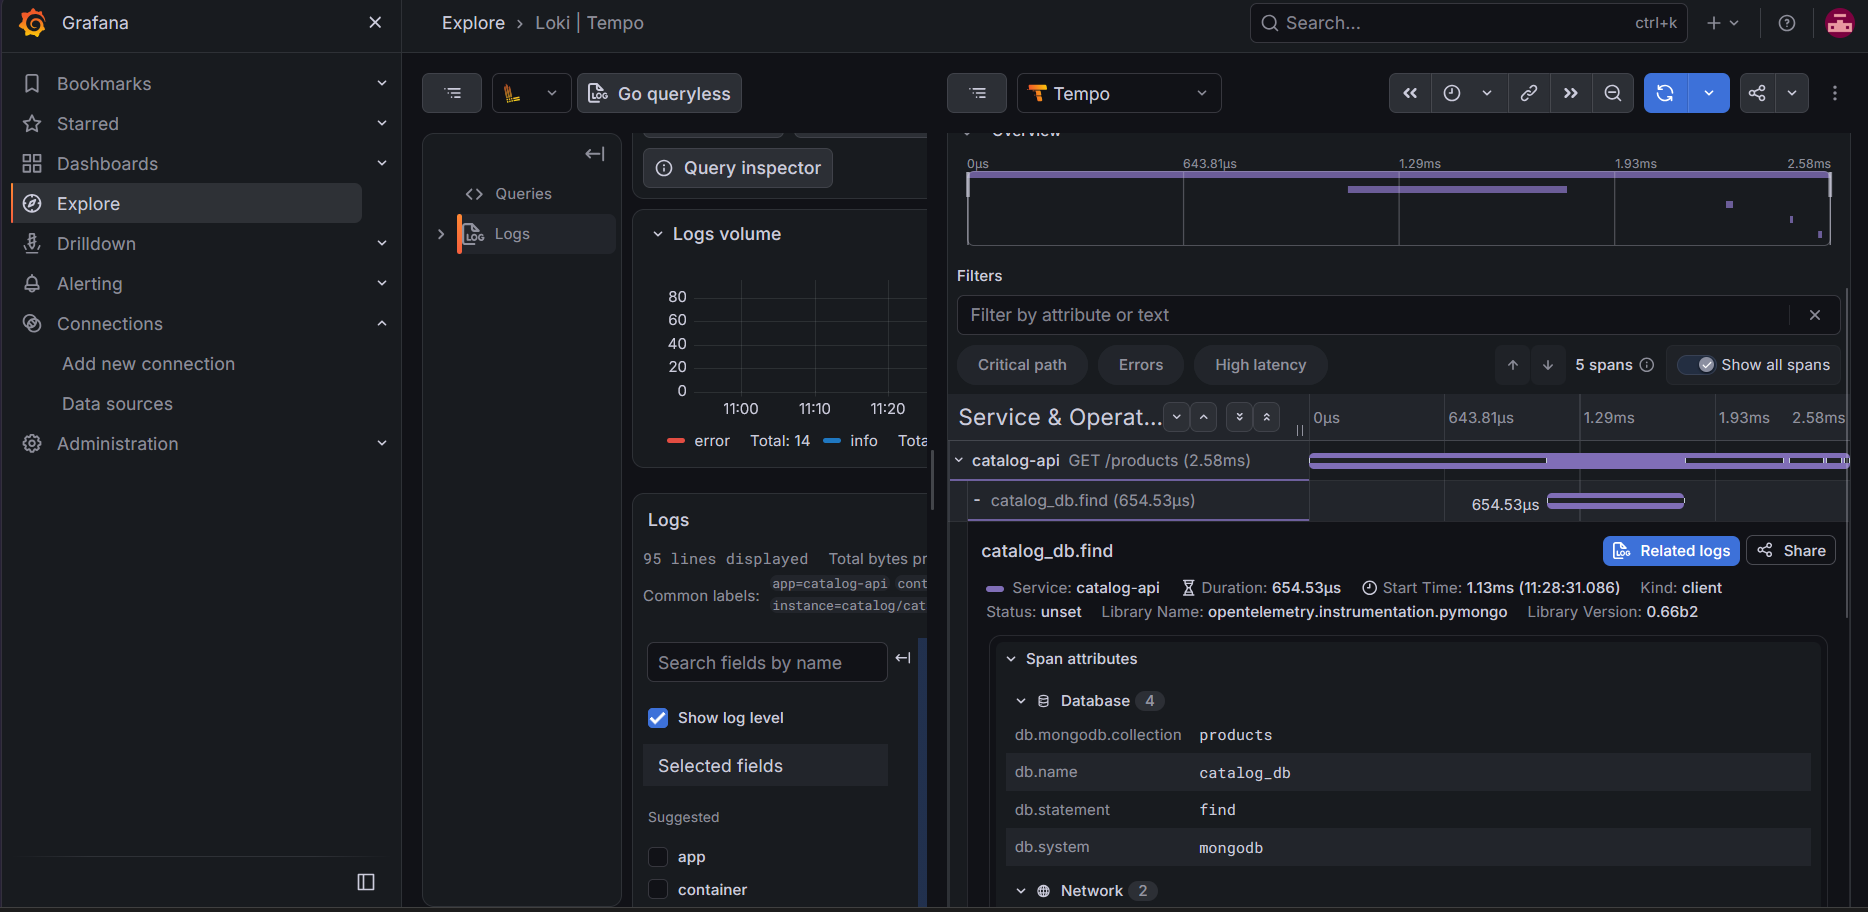 Grafana
Bookmarks
Starred
Dashboards
Explore
Drilldown
Alerting
Connections
Add new connection
Data sources
Administration
Explore › Loki | Tempo
Search... ctrl+k
Go queryless
Queries
Logs
Query inspector
Logs volume
80
60
40
20
0
11:00 11:10 11:20
error Total: 14 info Tota
Logs
95 lines displayed Total bytes pr
Common labels: app=catalog-api cont
instance=catalog/cat
Search fields by name
Show log level
Selected fields
Suggested
app
container
Tempo
Overview
0µs 643.81µs 1.29ms 1.93ms 2.58ms
Filters
Filter by attribute or text
Critical path Errors High latency 5 spans Show all spans
Service & Operat... 0µs 643.81µs 1.29ms 1.93ms 2.58ms
catalog-api GET /products (2.58ms)
catalog_db.find (654.53µs) 654.53µs
catalog_db.find Related logs Share
Service: catalog-api Duration: 654.53µs Start Time: 1.13ms (11:28:31.086) Kind: client
Status: unset Library Name: opentelemetry.instrumentation.pymongo Library Version: 0.66b2
Span attributes
Database 4
db.mongodb.collection products
db.name catalog_db
db.statement find
db.system mongodb
Network 2